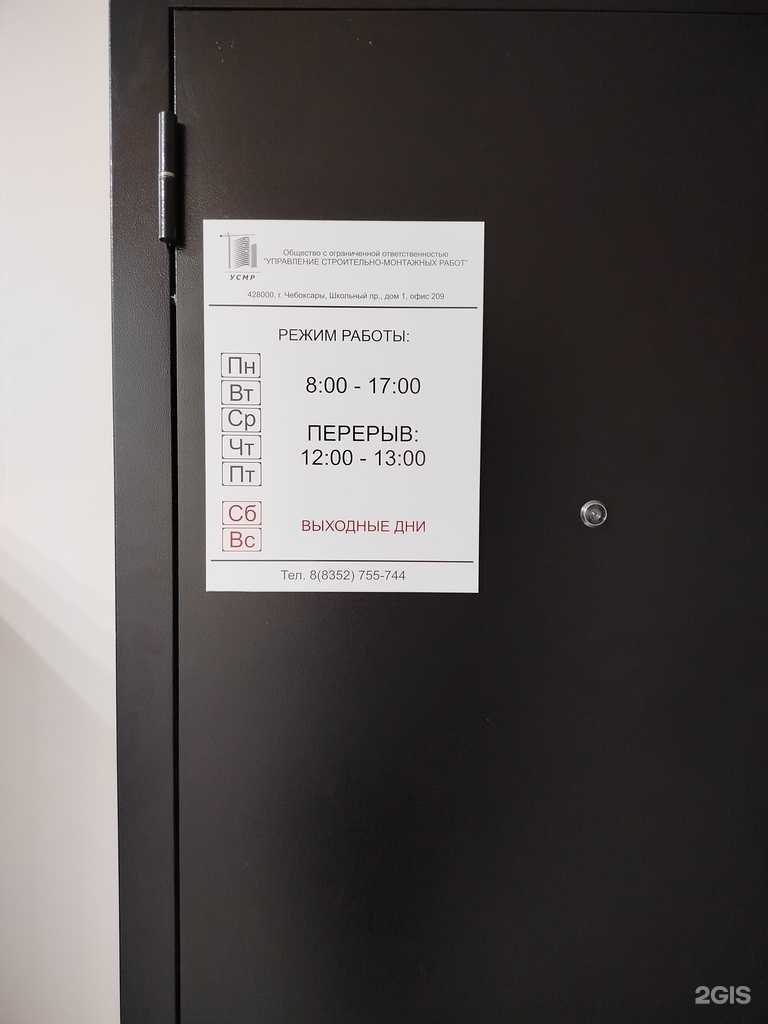 Общество с ограниченной ответственностью
"УПРАВЛЕНИЕ СТРОИТЕЛЬНО-МОНТАЖНЫХ РАБОТ"
УСМР
428000, г. Чебоксары, Школьный пр., дом 1, офис 209
РЕЖИМ РАБОТЫ:
Пн
Вт
Ср
Чт
Пт
8:00 - 17:00
ПЕРЕРЫВ:
12:00 - 13:00
Сб
Вс
ВЫХОДНЫЕ ДНИ
Тел. 8(8352) 755-744
2GIS